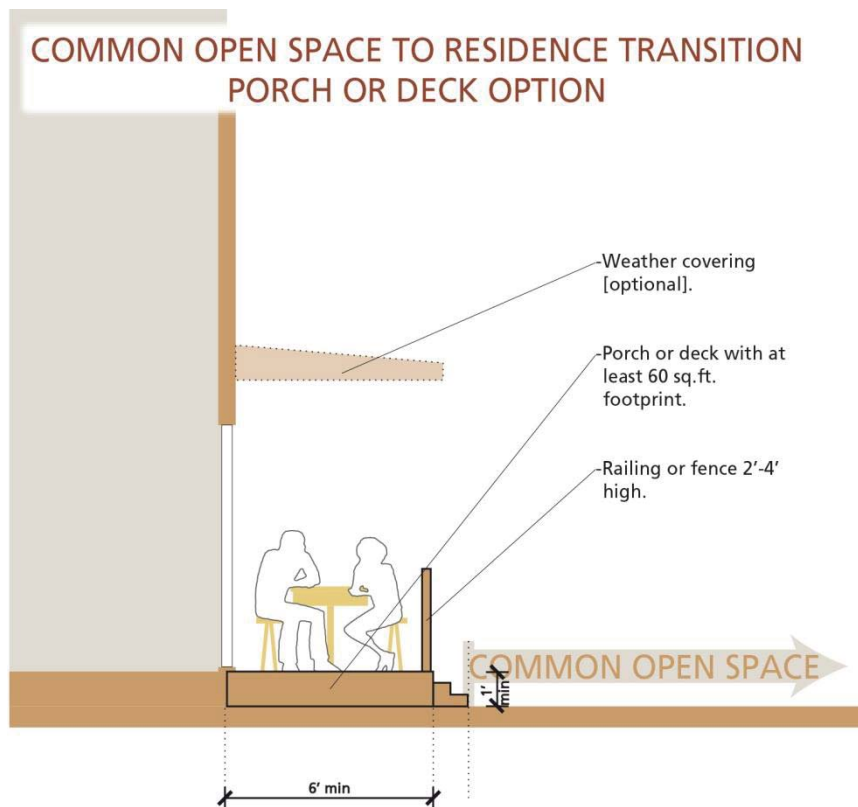 COMMON OPEN SPACE TO RESIDENCE TRANSITION
PORCH OR DECK OPTION
-Weather covering
[optional].
-Porch or deck with at
least 60 sq.ft.
footprint.
-Railing or fence 2’-4’
high.
COMMON OPEN SPACE
1’
min
6’ min